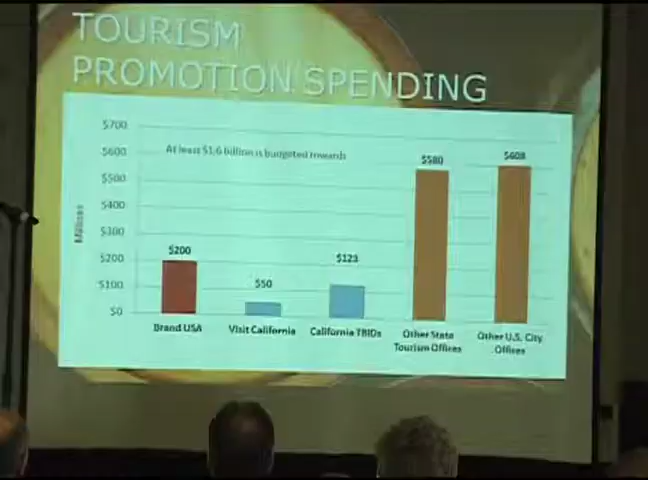 TOURISM
PROMOTION SPENDING
At least $1.6 billion is budgeted towards
Millions
$700
$600
$500
$400
$300
$200
$100
$0
$200
$50
$123
$580
$608
Brand USA
Visit California
California TBIDs
Other State
Tourism Offices
Other U.S. City
Offices